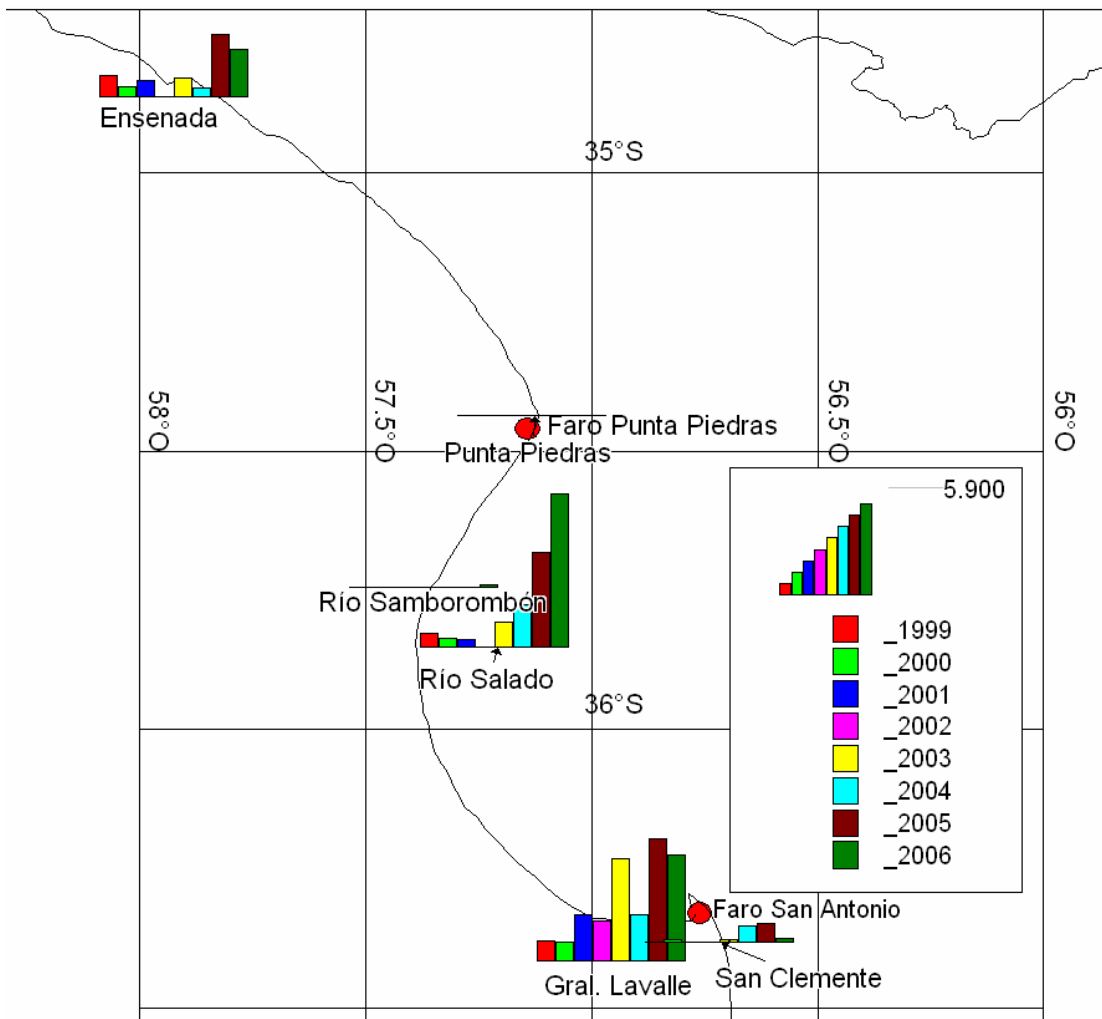 Ensenada
35°S
58°O
57.5°O
56.5°O
56°O
Faro Punta Piedras
Punta Piedras
5.900
Río Samborombón
Río Salado
36°S
_1999
_2000
_2001
_2002
_2003
_2004
_2005
_2006
Faro San Antonio
San Clemente
Gral. Lavalle